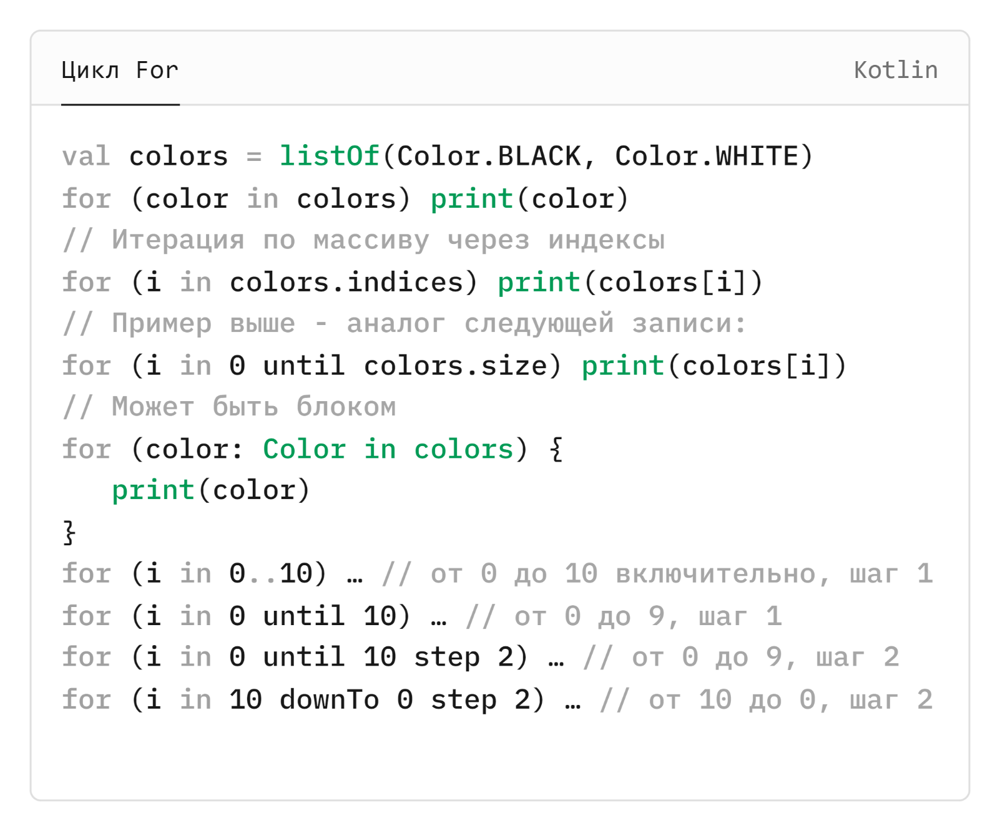 Цикл For
Kotlin
val colors = listOf(Color.BLACK, Color.WHITE)
for (color in colors) print(color)
// Итерация по массиву через индексы
for (i in colors.indices) print(colors[i])
// Пример выше - аналог следующей записи:
for (i in 0 until colors.size) print(colors[i])
// Может быть блоком
for (color: Color in colors) {
   print(color)
}
for (i in 0..10) … // от 0 до 10 включительно, шаг 1
for (i in 0 until 10) … // от 0 до 9, шаг 1
for (i in 0 until 10 step 2) … // от 0 до 9, шаг 2
for (i in 10 downTo 0 step 2) … // от 10 до 0, шаг 2